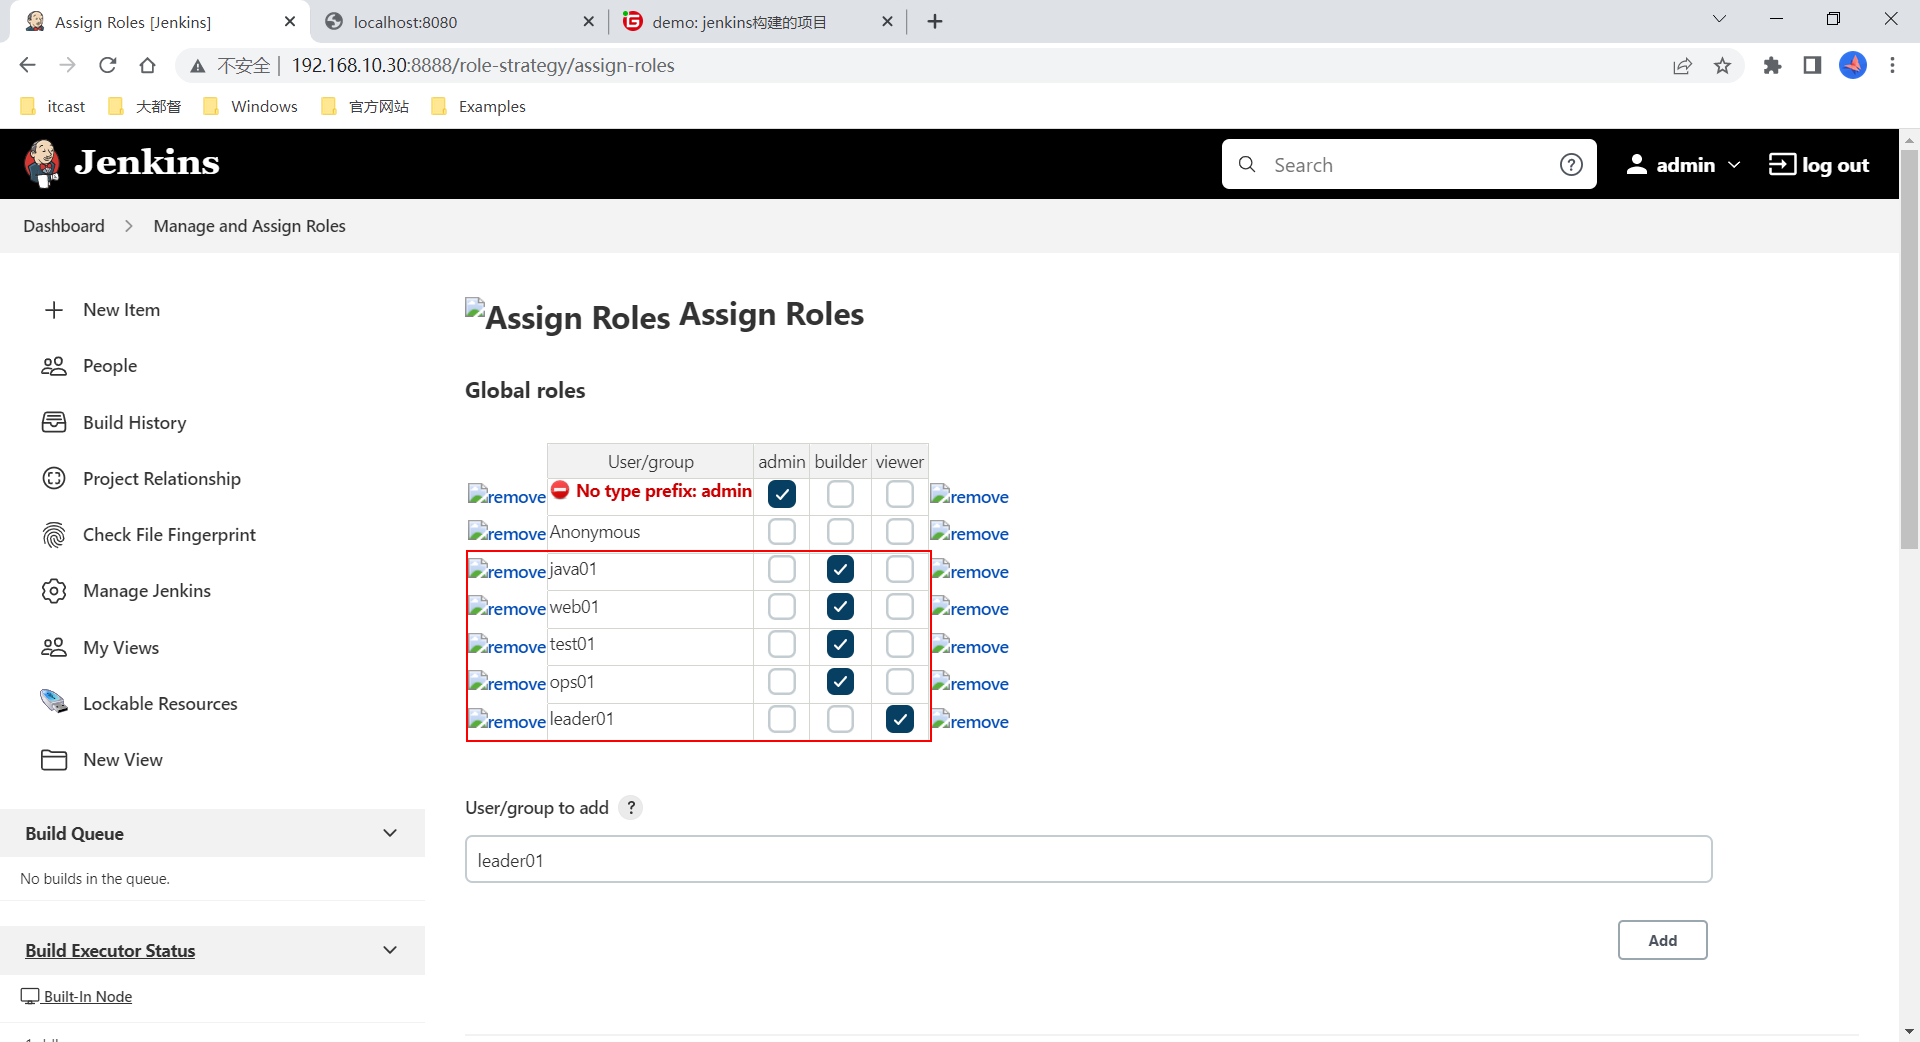 Assign Roles [Jenkins]
localhost:8080
demo: jenkins构建的项目
不安全 | 192.168.10.30:8888/role-strategy/assign-roles
itcast 大都督 Windows 官方网站 Examples
Jenkins
Search
admin
log out
Dashboard
Manage and Assign Roles
New Item
People
Build History
Project Relationship
Check File Fingerprint
Manage Jenkins
My Views
Lockable Resources
New View
Build Queue
No builds in the queue.
Build Executor Status
Built-In Node
Assign Roles Assign Roles
Global roles
User/group admin builder viewer
remove No type prefix: admin remove
remove Anonymous remove
remove java01 remove
remove web01 remove
remove test01 remove
remove ops01 remove
remove leader01 remove
User/group to add ?
leader01
Add